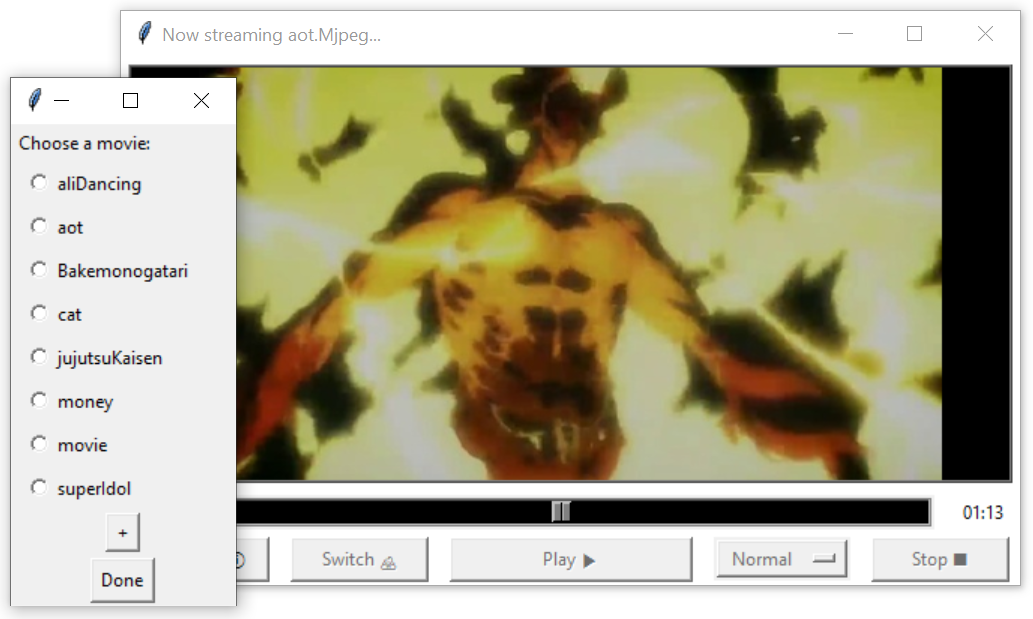 Now streaming aot.Mjpeg...
Choose a movie:
aliDancing
aot
Bakemonogatari
cat
jujutsuKaisen
money
movie
superIdol
+
Done
01:13
Switch
Play ▶
Normal
Stop ■